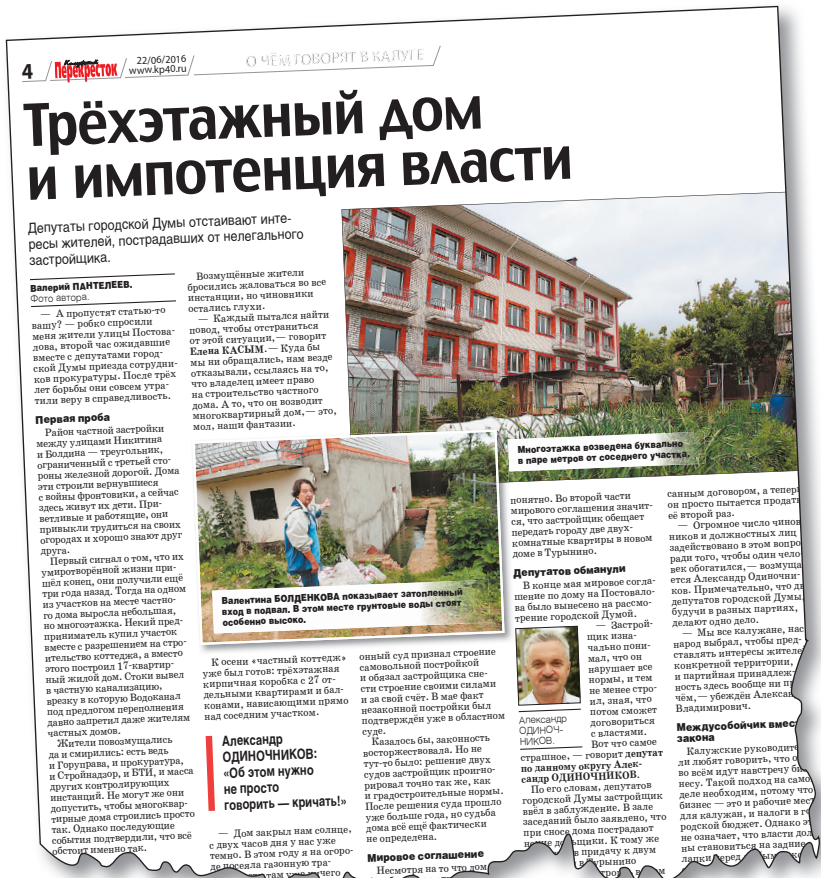 4
Калужский
Перекресток
22/06/2016
www.kp40.ru
О ЧЁМ ГОВОРЯТ В КАЛУГЕ
Трёхэтажный дом
и импотенция власти
Депутаты городской Думы отстаивают инте-
ресы жителей, пострадавших от нелегального
застройщика.
Валерий ПАНТЕЛЕЕВ.
Фото автора.
— А пропустят статью-то
вашу? — робко спросили
меня жители улицы Постова-
лова, второй час ожидавшие
вместе с депутатами город-
ской Думы приезда сотрудни-
ков прокуратуры. После трёх
лет борьбы они совсем утра-
тили веру в справедливость.
Первая проба
Район частной застройки
между улицами Никитина
и Болдина — треугольник,
ограниченный с третьей сто-
роны железной дорогой. Дома
эти строили вернувшиеся
с войны фронтовики, а сейчас
здесь живут их дети. При-
ветливые и работящие, они
привыкли трудиться на своих
огородах и хорошо знают друг
друга.
Первый сигнал о том, что их
умиротворённой жизни при-
шёл конец, они получили ещё
три года назад. Тогда на одном
из участков на месте частно-
го дома выросла небольшая,
но многоэтажка. Некий пред-
приниматель купил участок
вместе с разрешением на стро-
ительство коттеджа, а вместо
этого построил 17-квартир-
ный жилой дом. Стоки вывел
в частную канализацию,
врезку в которую Водоканал
под предлогом переполнения
давно запретил даже жителям
частных домов.
Жители повозмущались
да и смирились: есть ведь
и Горуправа, и прокуратура,
и Стройнадзор, и БТИ, и масса
других контролирующих
инстанций. Не могут же они
допустить, чтобы многоквар-
тирные дома строились просто
так. Однако последующие
события подтвердили, что всё
обстоит именно так.
Возмущённые жители
бросились жаловаться во все
инстанции, но чиновники
остались глухи.
— Каждый пытался найти
повод, чтобы отстраниться
от этой ситуации, — говорит
Елена КАСЫМ. — Куда бы
мы ни обращались, нам везде
отказывали, ссылаясь на то,
что владелец имеет право
на строительство частного
дома. А то, что он возводит
многоквартирный дом, — это,
мол, наши фантазии.
Многоэтажка возведена буквально
в паре метров от соседнего участка.
Валентина БОЛДЕНКОВА показывает затопленный
вход в подвал. В этом месте грунтовые воды стоят
особенно высоко.
К осени «частный коттедж»
уже был готов: трёхэтажная
кирпичная коробка с 27 от-
дельными квартирами и бал-
конами, нависающими прямо
над соседним участком.
Александр
ОДИНОЧНИКОВ:
«Об этом нужно
не просто
говорить — кричать!»
— Дом закрыл нам солнце,
с двух часов дня у нас уже
темно. В этом году я на огоро-
де посеяла газонную тра-
онный суд признал строение
самовольной постройкой
и обязал застройщика сне-
сти строение своими силами
и за свой счёт. В мае факт
незаконной постройки был
подтверждён уже в областном
суде.
Казалось бы, законность
восторжествовала. Но не
тут-то было: решение двух
судов застройщик проигно-
рировал точно так же, как
и градостроительные нормы.
После решения суда прошло
уже больше года, но судьба
дома всё ещё фактически
не определена.
Мировое соглашение
Несмотря на то что дом
понятно. Во второй части
мирового соглашения значит-
ся, что застройщик обещает
передать городу две двух-
комнатные квартиры в новом
доме в Турынино.
Депутатов обманули
В конце мая мировое согла-
шение по дому на Постовало-
ва было вынесено на рассмо-
трение городской Думой.
— Застрой-
щик изна-
чально пони-
мал, что он
нарушает все
нормы, и тем
не менее стро-
ил, зная, что
потом сможет
договориться
с властями.
Вот что самое
Александр
ОДИНОЧ-
НИКОВ.
страшное, — говорит депутат
по данному округу Алек-
сандр ОДИНОЧНИКОВ.
По его словам, депутатов
городской Думы застройщик
ввёл в заблуждение. В зале
заседаний было заявлено, что
при сносе дома пострадают
к тому же
в придачу к двум
санным договором, а теперь
он просто пытается продать
её второй раз.
— Огромное число чинов
ников и должностных лиц
задействовано в этом вопро
ради того, чтобы один чело-
век обогатился, — возмуща
ется Александр Одиночни-
ков. Примечательно, что д
депутатов городской Думы,
будучи в разных партиях,
делают одно дело.
— Мы все калужане, нас
народ выбрал, чтобы пред-
ставлять интересы жителе
конкретной территории,
и партийная принадлеж
ность здесь вообще ни пр
чём, — убеждён Алексан
Владимирович.
Междусобойчик вмест
закона
Калужские руководите
ли любят говорить, что о
во всём идут навстречу би
несу. Такой подход на само
деле необходим, потому что
бизнес — это и рабочие мест
для калужан, и налоги в г
родской бюджет. Однако э
не означает, что власти дол
ны становиться на задние
лапки перед